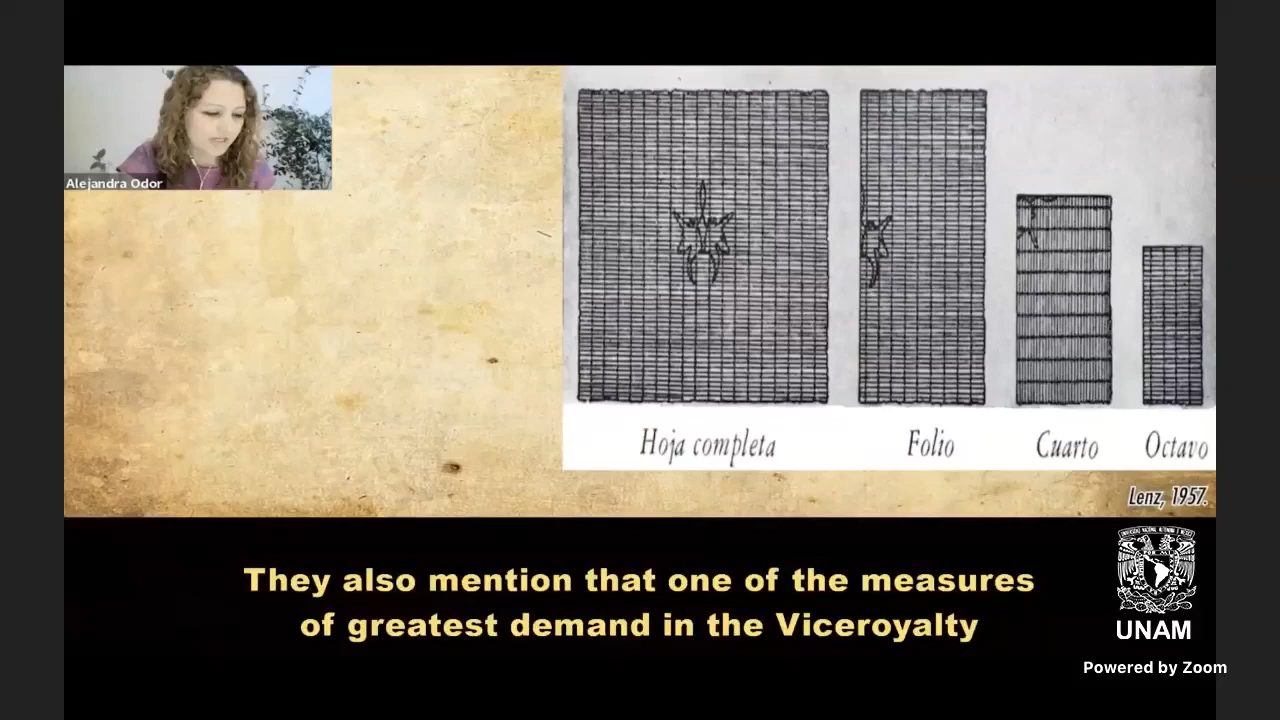 Alejandra Odor
Hoja completa
Folio
Cuarto
Octavo
Lenz, 1957.
They also mention that one of the measures
of greatest demand in the Viceroyalty
UNAM
Powered by Zoom